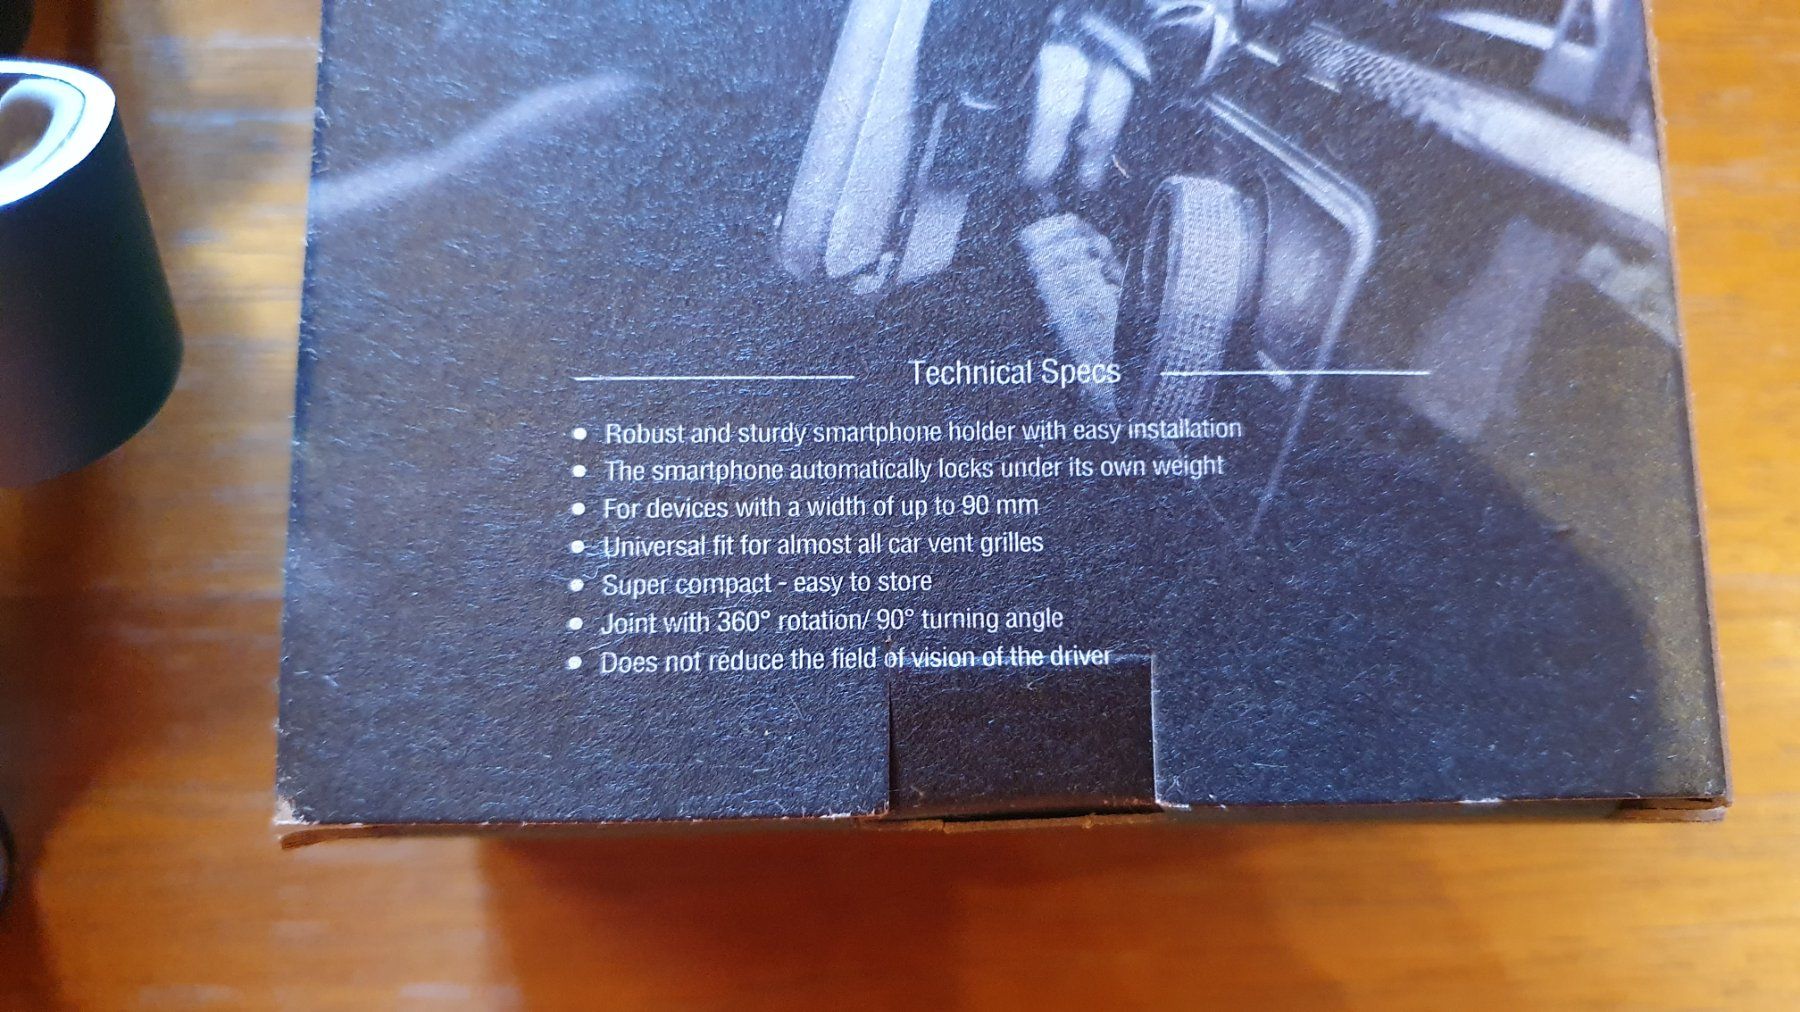 Technical Specs
• Robust and sturdy smartphone holder with easy installation
• The smartphone automatically locks under its own weight
• For devices with a width of up to 90 mm
• Universal fit for almost all car vent grilles
• Super compact - easy to store
• Joint with 360° rotation/ 90° turning angle
• Does not reduce the field of vision of the driver